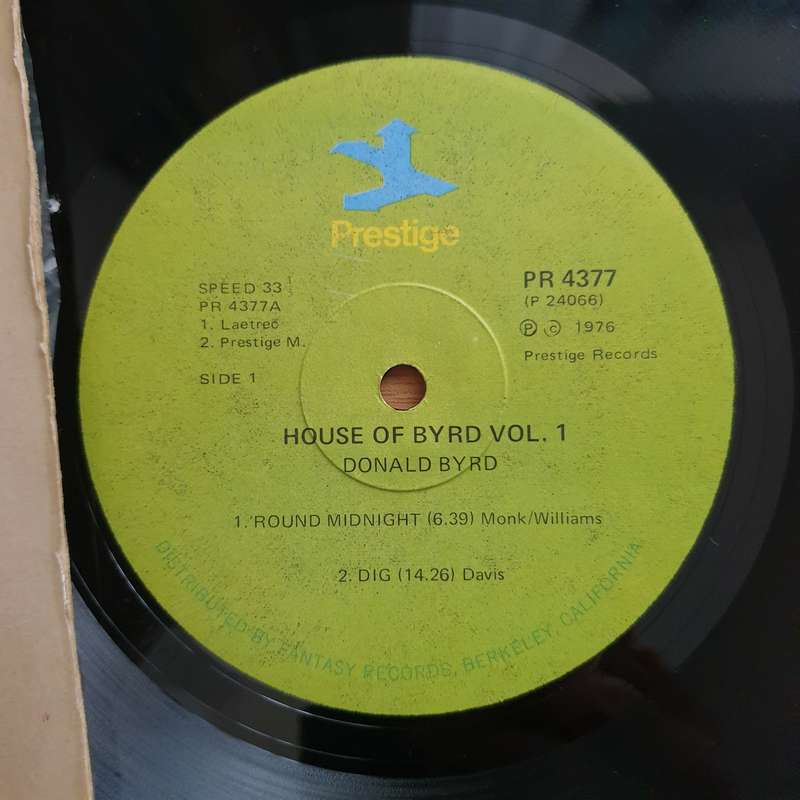 Prestige
SPEED 33
PR 4377A
1. Laetrec
2. Prestige M.
SIDE 1
PR 4377
(P 24066)
Ⓟ © 1976
Prestige Records
HOUSE OF BYRD VOL. 1
DONALD BYRD
1.'ROUND MIDNIGHT (6.39) Monk/Williams
2. DIG (14.26) Davis
DISTRIBUTED BY FANTASY RECORDS, BERKELEY, CALIFORNIA